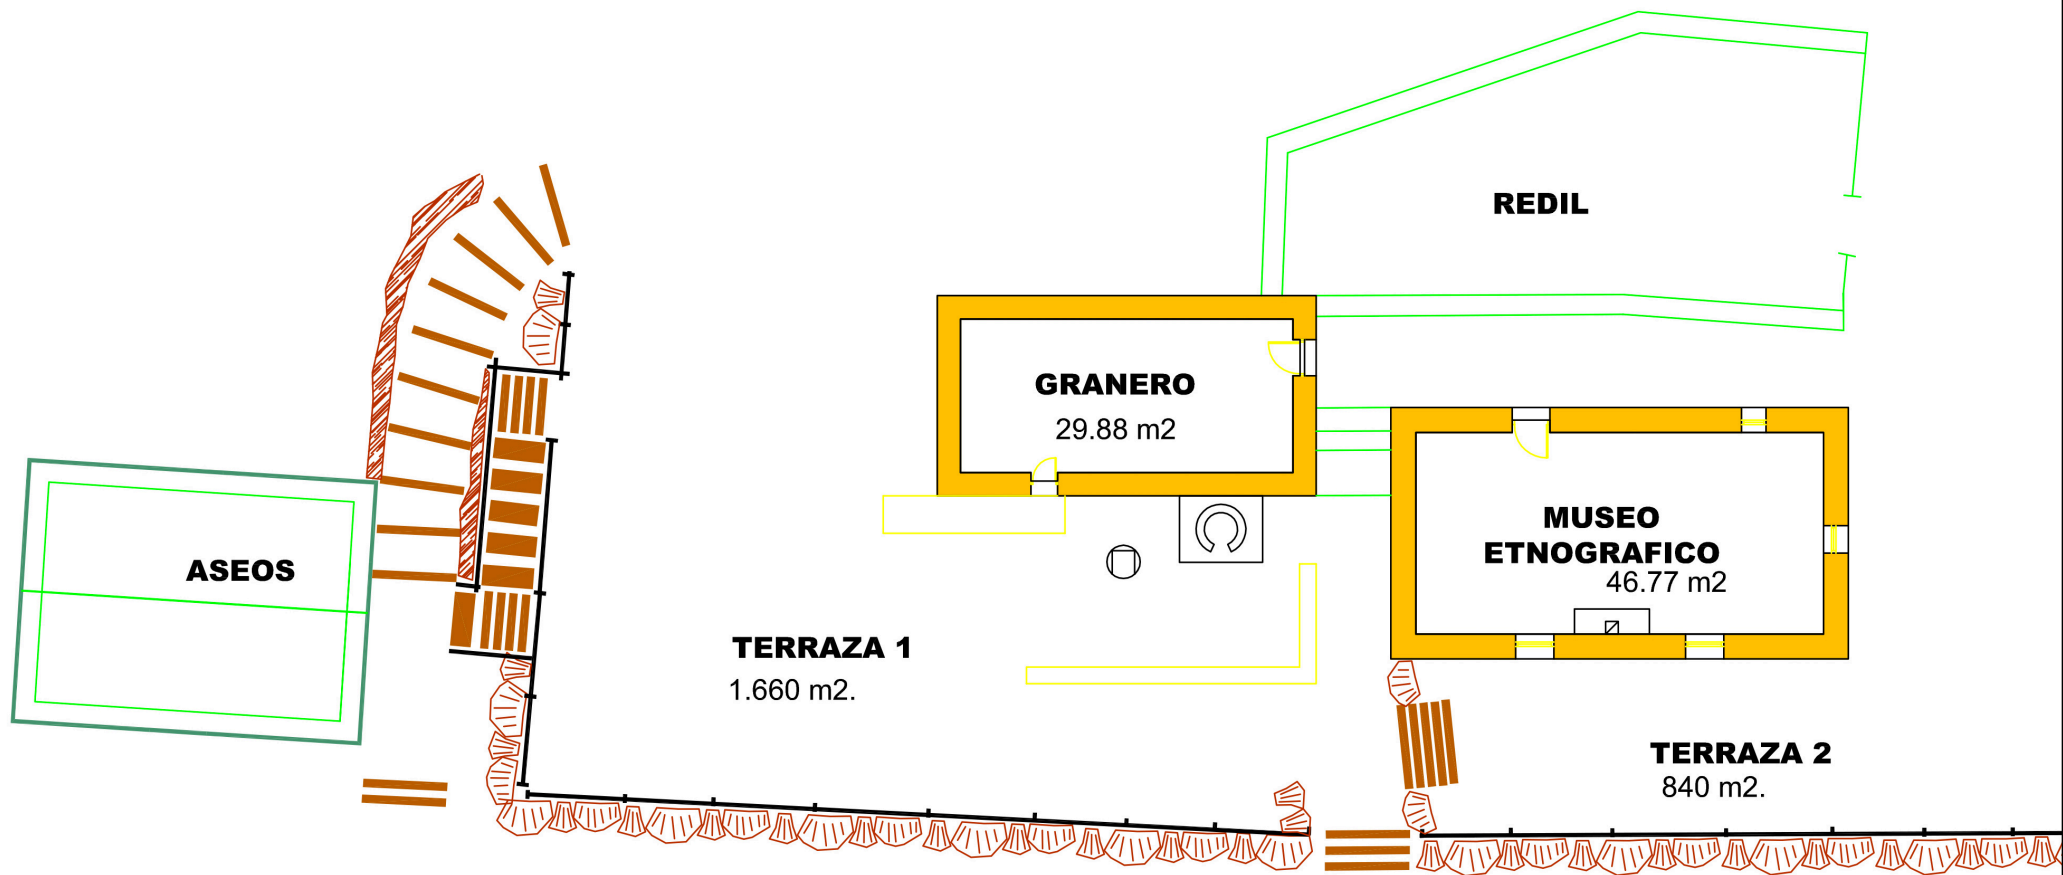 REDIL
GRANERO
29.88 m2
MUSEO
ETNOGRAFICO
46.77 m2
ASEOS
TERRAZA 1
1.660 m2.
TERRAZA 2
840 m2.